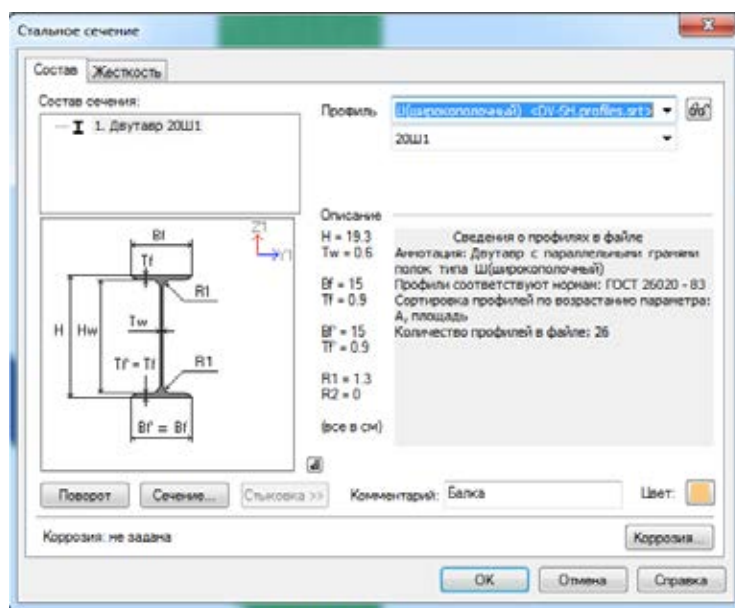 Стальное сечение
Состав Жесткость
Состав сечения:
1. Двутавр 20Ш1
Профиль Ш(широкополочный) <DV-SH.profiles.srt>
20Ш1
Описание
H = 19.3
Tw = 0.6
Bf = 15
Tf = 0.9
Bf' = 15
Tf' = 0.9
R1 = 1.3
R2 = 0
(все в см)
Сведения о профилях в файле
Аннотация: Двутавр с параллельными гранями
полок типа Ш(широкополочный)
Профили соответствуют нормам: ГОСТ 26020 - 83
Сортировка профилей по возрастанию параметра:
A, площадь
Количество профилей в файле: 26
Z1
Y1
Bf
Tf
R1
H Hw Tw
Tf' = Tf R1
Bf' = Bf
Поворот Сечение... Стыковка >> Комментарий: Балка Цвет:
Коррозия: не задана Коррозия...
OK Отмена Справка